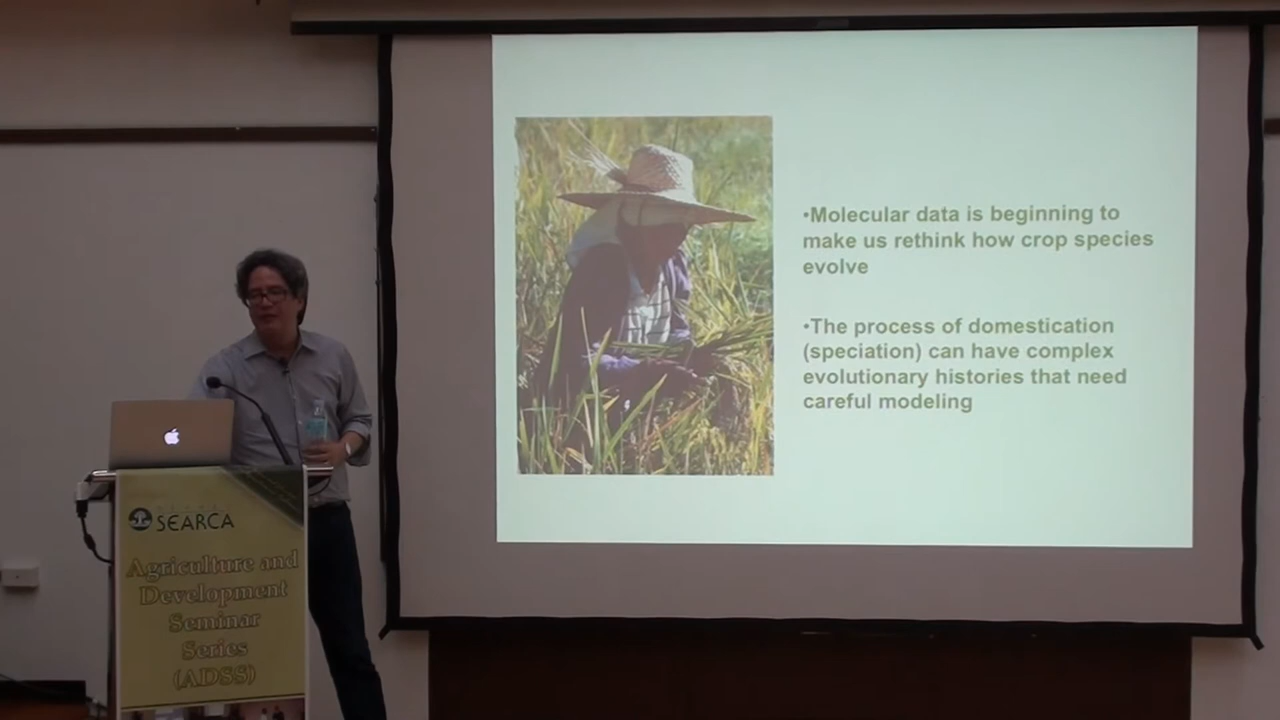 •Molecular data is beginning to
make us rethink how crop species
evolve
•The process of domestication
(speciation) can have complex
evolutionary histories that need
careful modeling
SEARCA
Agriculture and
Development
Seminar
Series
(ADSS)